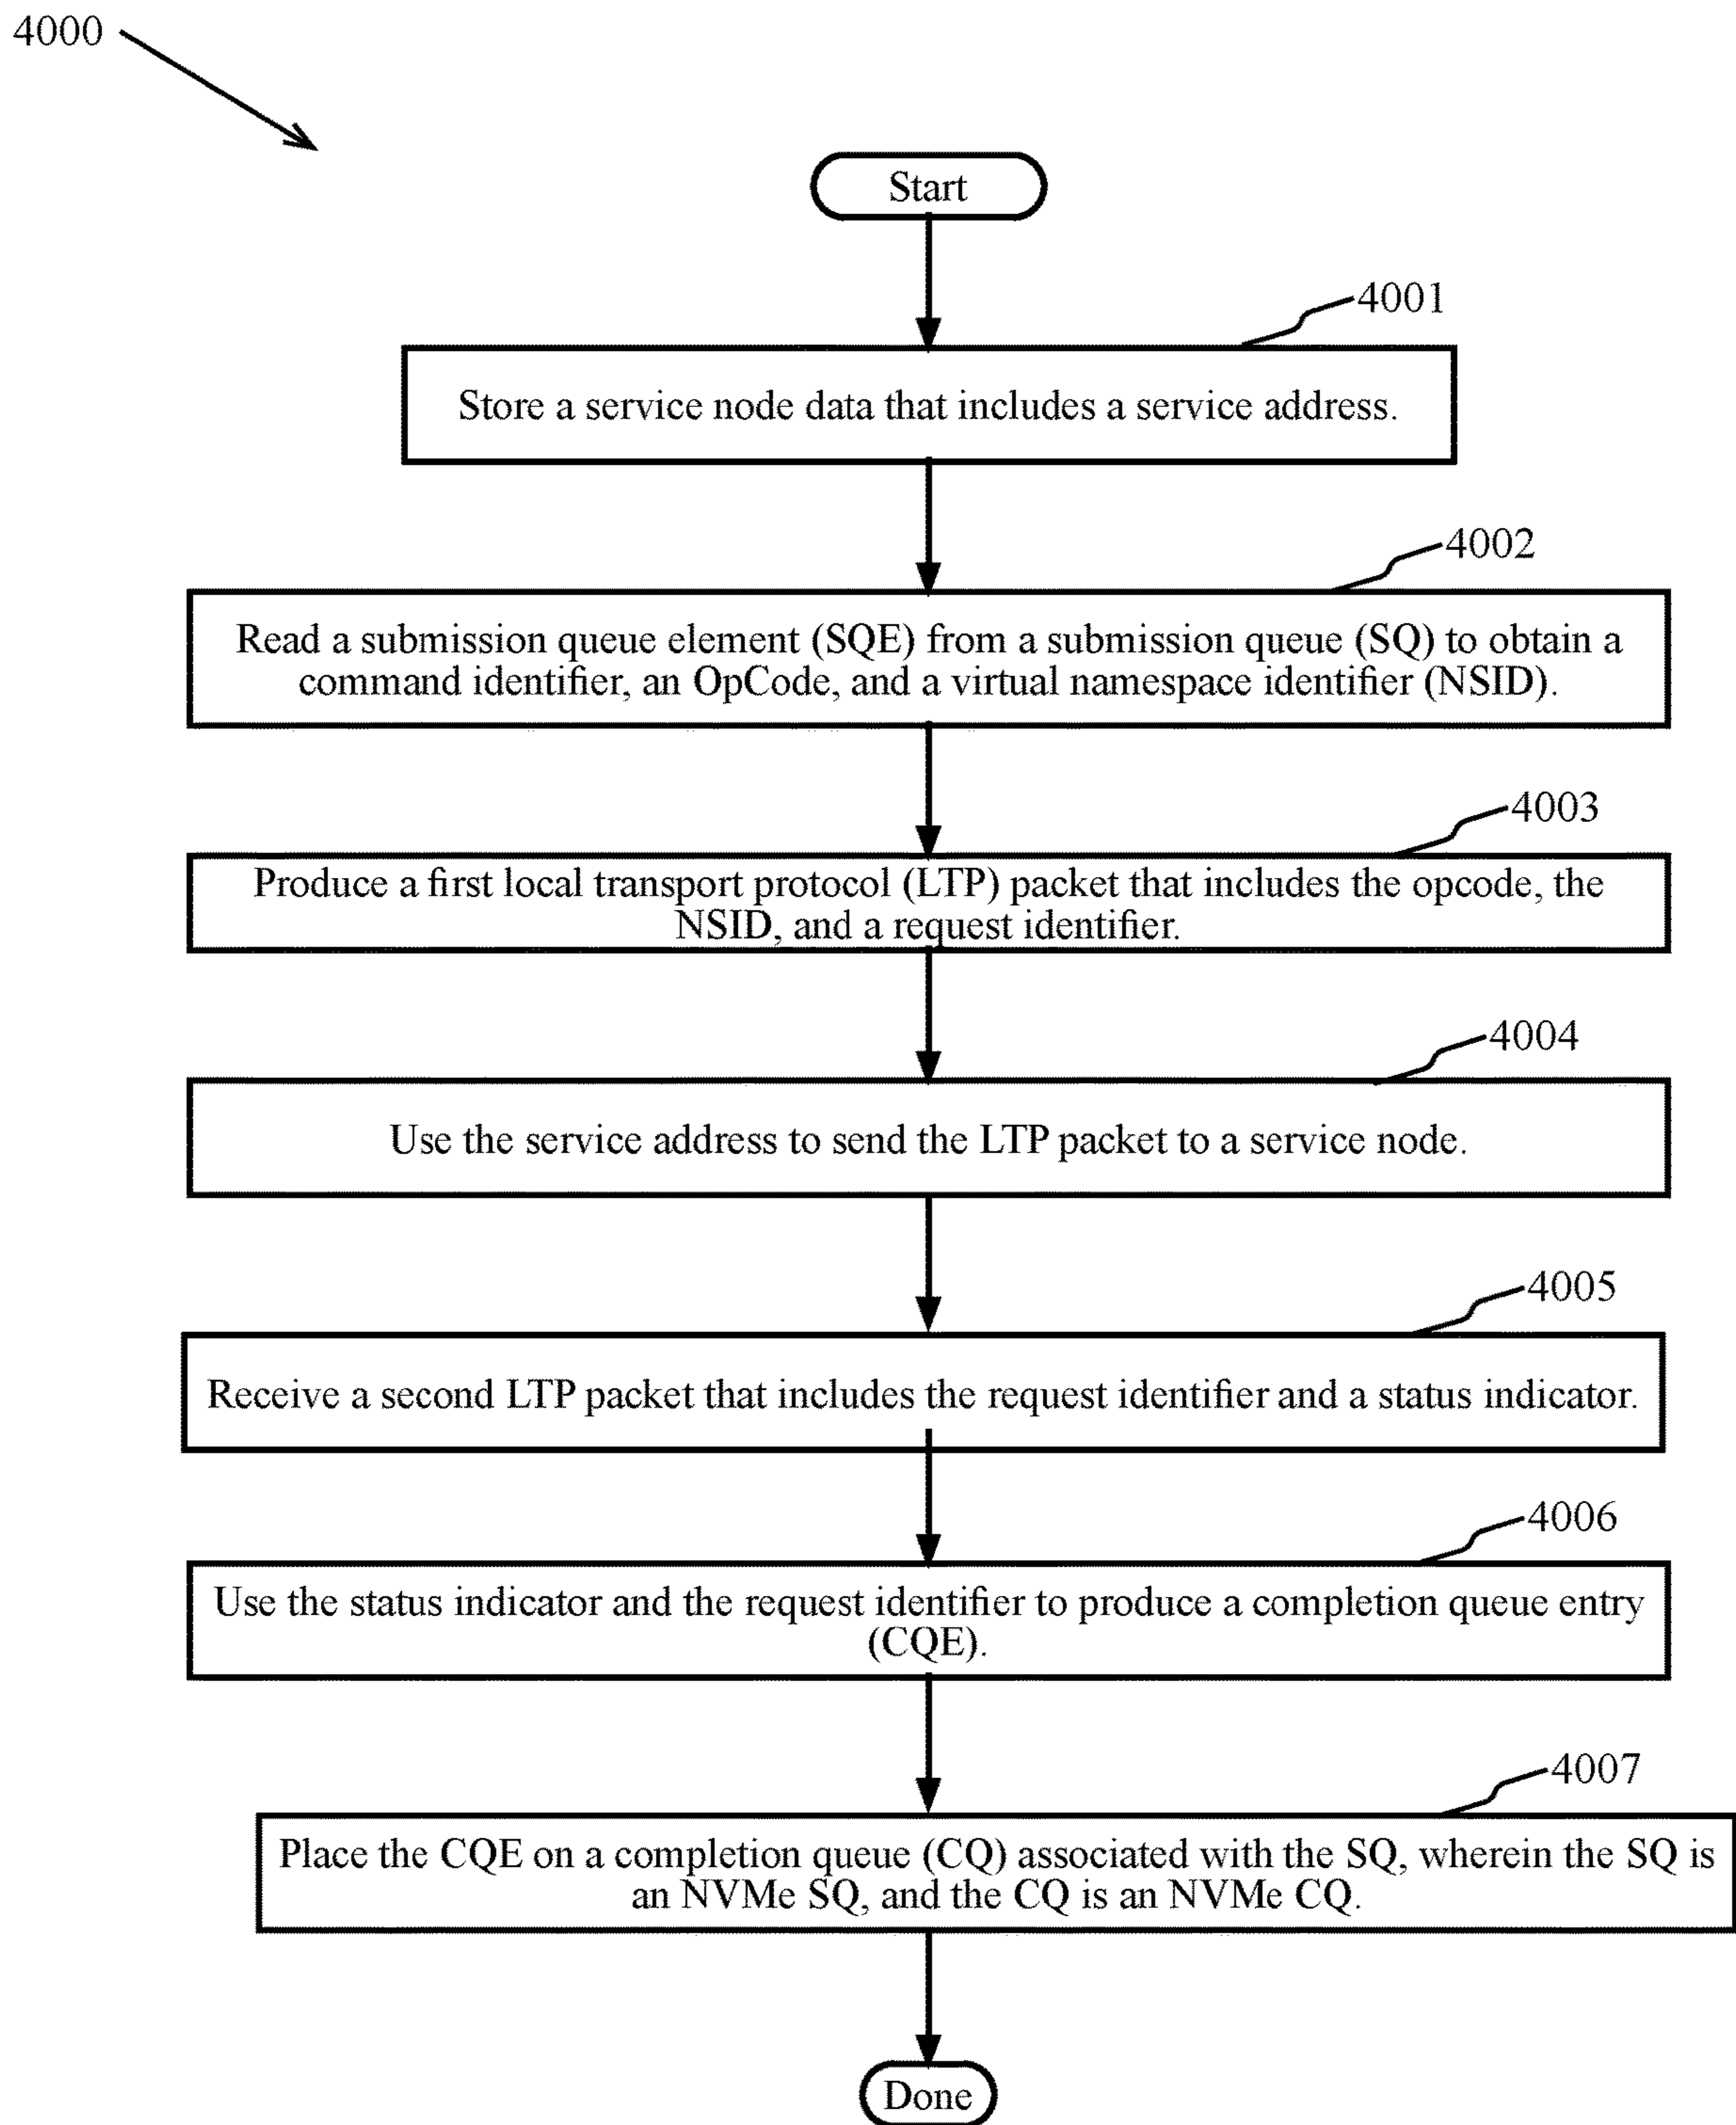 4000
Start
4001
Store a service node data that includes a service address.
4002
Read a submission queue element (SQE) from a submission queue (SQ) to obtain a
command identifier, an OpCode, and a virtual namespace identifier (NSID).
4003
Produce a first local transport protocol (LTP) packet that includes the opcode, the
NSID, and a request identifier.
4004
Use the service address to send the LTP packet to a service node.
4005
Receive a second LTP packet that includes the request identifier and a status indicator.
4006
Use the status indicator and the request identifier to produce a completion queue entry
(CQE).
4007
Place the CQE on a completion queue (CQ) associated with the SQ, wherein the SQ is
an NVMe SQ, and the CQ is an NVMe CQ.
Done